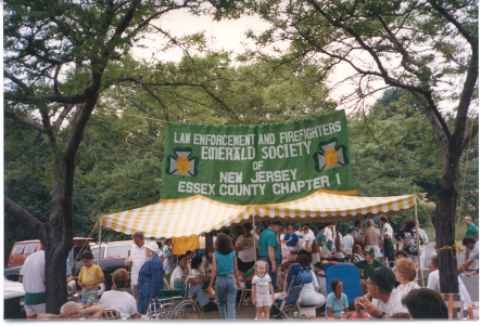 LAW ENFORCEMENT AND FIREFIGHTERS
EMERALD SOCIETY
OF
NEW JERSEY
ESSEX COUNTY CHAPTER 1